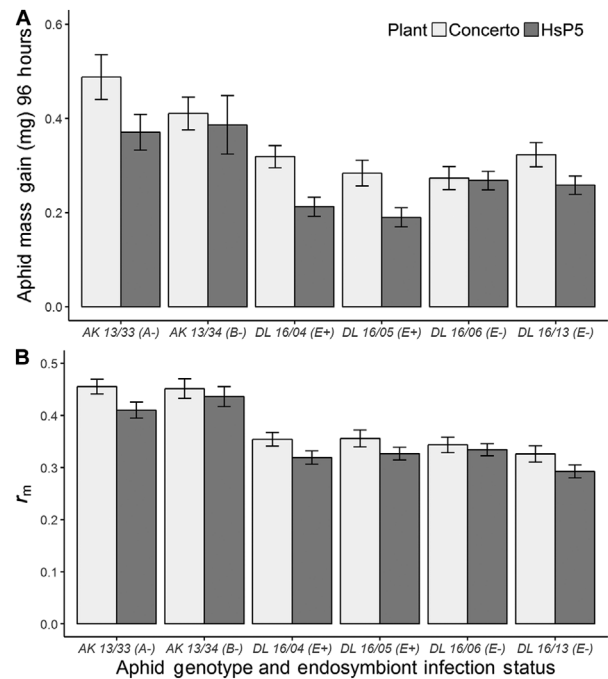 A
Plant Concerto HsP5
Aphid mass gain (mg) 96 hours
0.6
0.4
0.2
0.0
AK 13/33 (A-) AK 13/34 (B-) DL 16/04 (E+) DL 16/05 (E+) DL 16/06 (E-) DL 16/13 (E-)
B
rm
0.5
0.4
0.3
0.2
0.1
0.0
AK 13/33 (A-) AK 13/34 (B-) DL 16/04 (E+) DL 16/05 (E+) DL 16/06 (E-) DL 16/13 (E-)
Aphid genotype and endosymbiont infection status